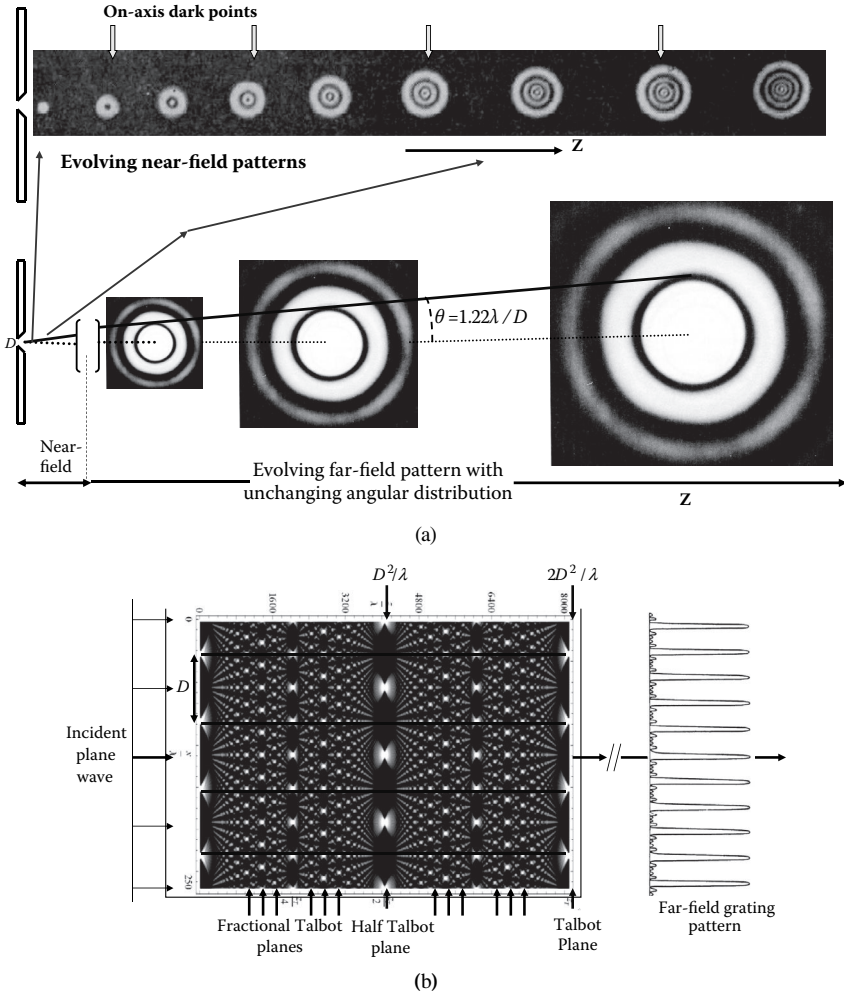 On-axis dark points
Z
Evolving near-field patterns
D
θ =1.22λ / D
Near-
field
Evolving far-field pattern with
unchanging angular distribution
Z
(a)
D²/λ
2D² / λ
0
1600
3200
4800
6400
8000
0
D
Incident
plane
wave
x
λ
250
Fractional Talbot
planes
Half Talbot
plane
Talbot
Plane
Far-field grating
pattern
(b)